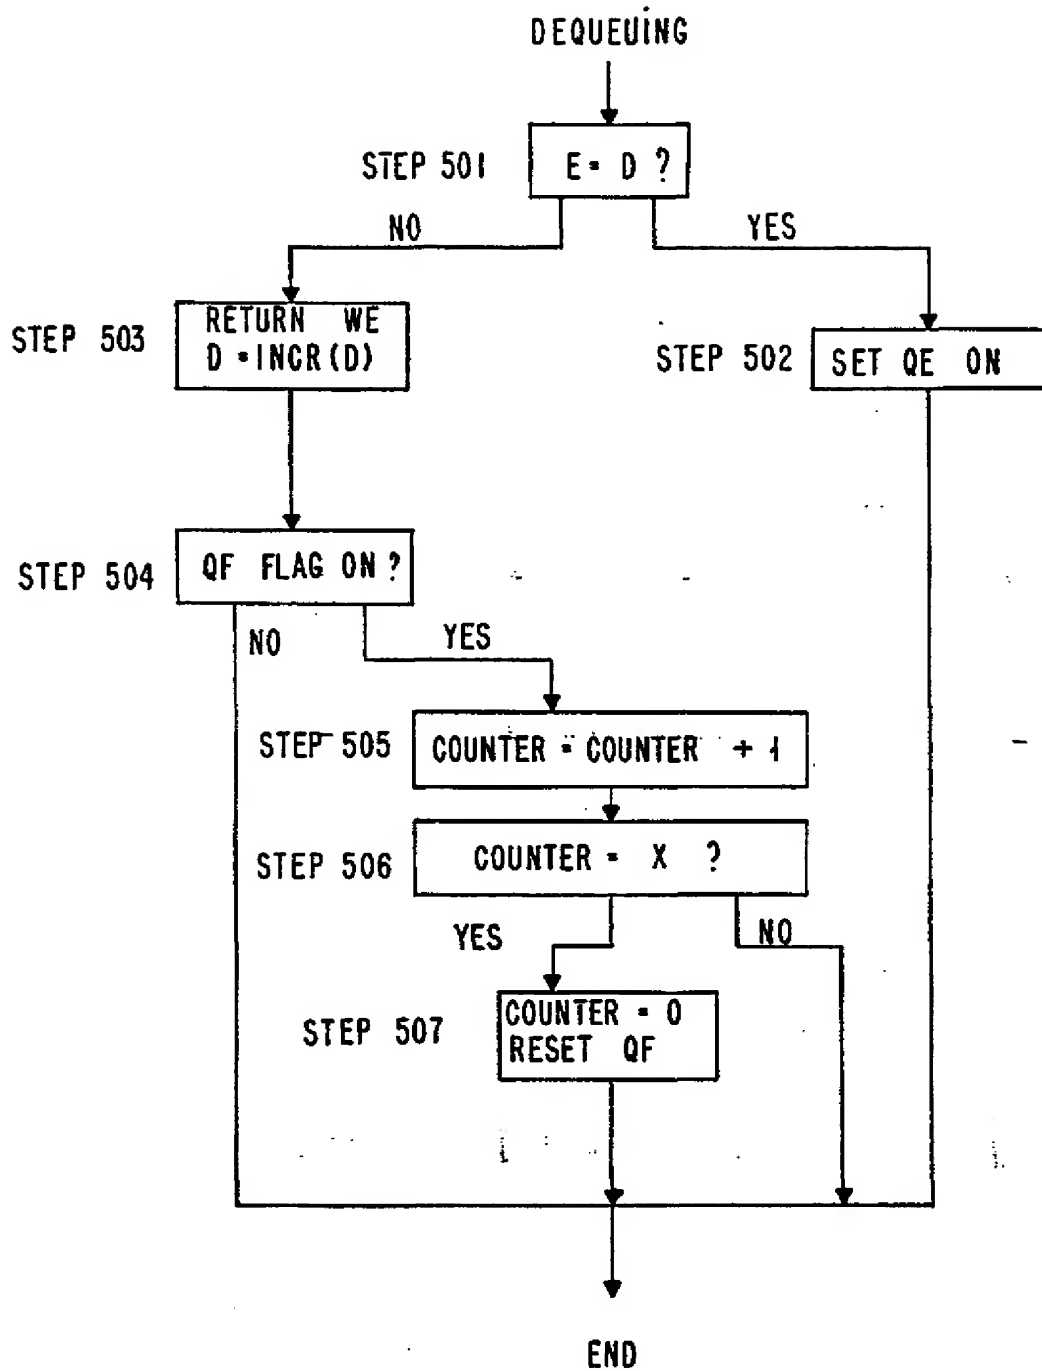 DEQUEUING
STEP 501
E = D ?
NO
YES
STEP 503
RETURN WE
D = INCR(D)
STEP 502
SET QE ON
STEP 504
QF FLAG ON ?
NO
YES
STEP 505
COUNTER = COUNTER + 1
STEP 506
COUNTER = X ?
YES
NO
STEP 507
COUNTER = 0
RESET QF
END